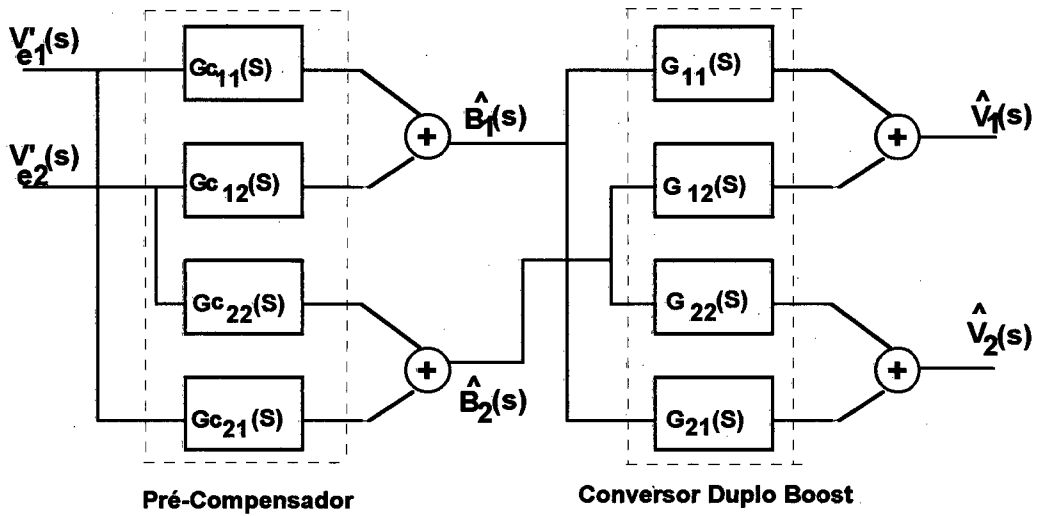 V'e1(s)
Gc11(S)
+
B̂1(s)
G11(S)
+
V̂1(s)
V'e2(s)
Gc12(S)
G12(S)
Gc22(S)
+
B̂2(s)
G22(S)
+
V̂2(s)
Gc21(S)
G21(S)
Pré-Compensador
Conversor Duplo Boost